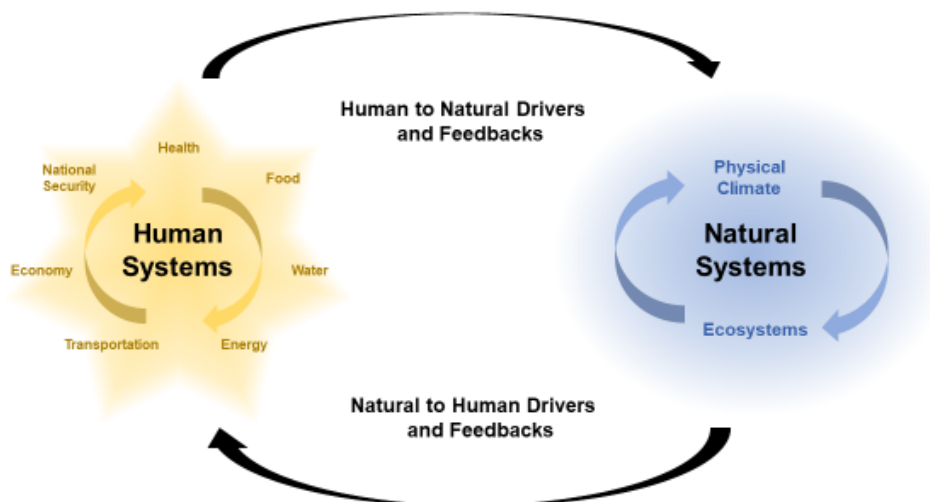 Human to Natural Drivers
and Feedbacks
Health
National
Security
Food
Human
Systems
Economy
Water
Transportation
Energy
Physical
Climate
Natural
Systems
Ecosystems
Natural to Human Drivers
and Feedbacks